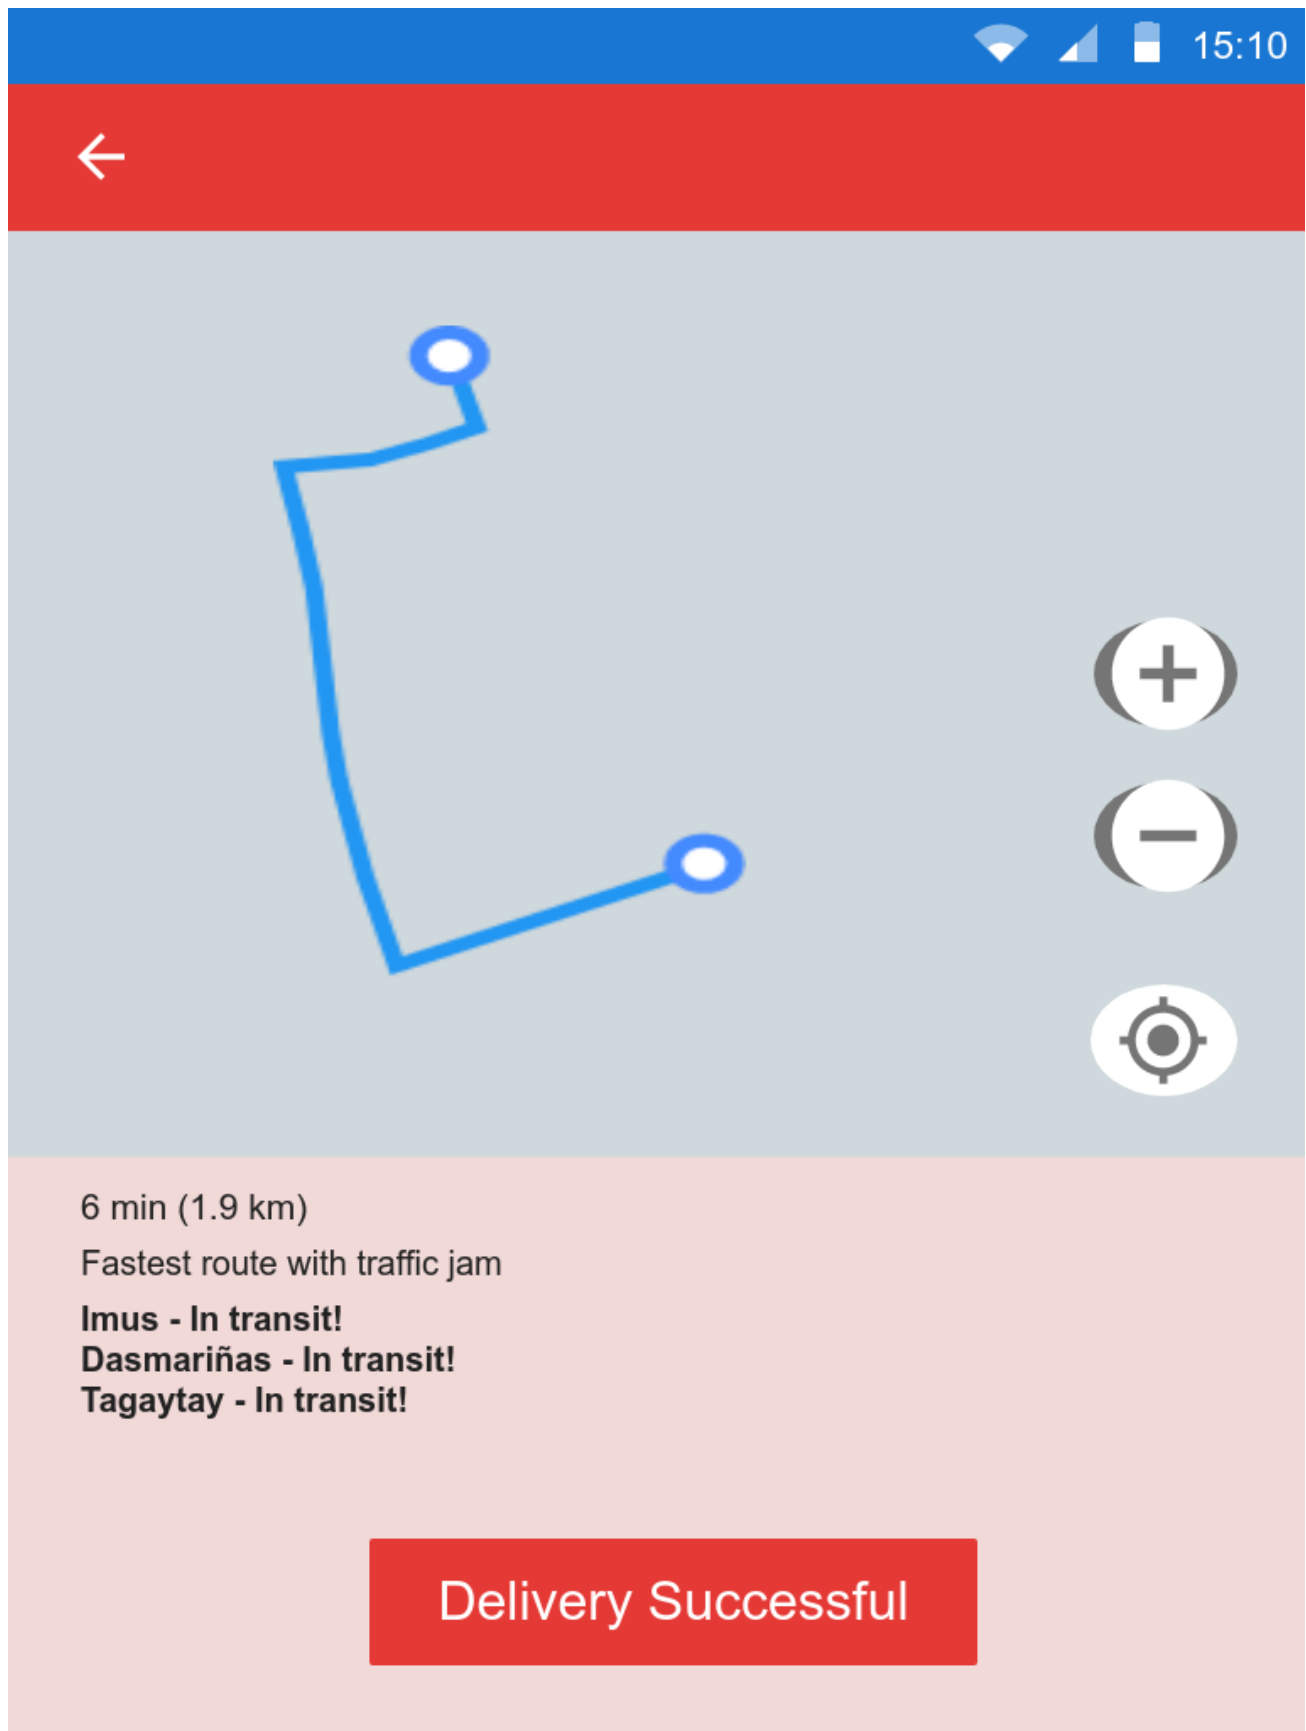 15:10
6 min (1.9 km)
Fastest route with traffic jam
Imus - In transit!
Dasmariñas - In transit!
Tagaytay - In transit!
Delivery Successful